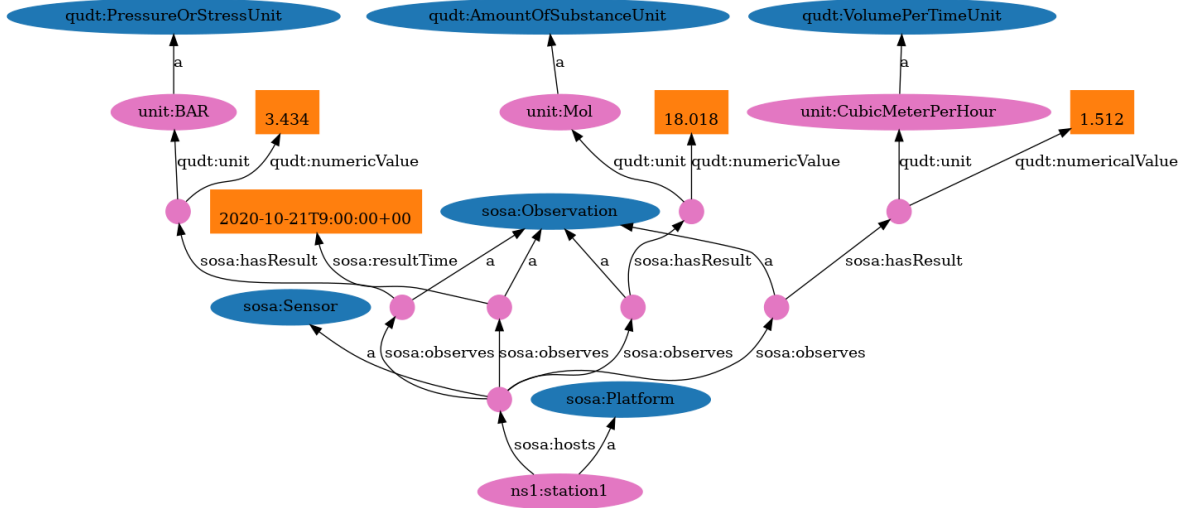 qudt:PressureOrStressUnit
qudt:AmountOfSubstanceUnit
qudt:VolumePerTimeUnit
a
a
a
unit:BAR
3.434
unit:Mol
18.018
unit:CubicMeterPerHour
1.512
qudt:unit
qudt:numericValue
qudt:unit
qudt:numericValue
qudt:unit
qudt:numericalValue
2020-10-21T9:00:00+00
sosa:Observation
sosa:hasResult
sosa:resultTime
a
a
a
sosa:hasResult
a
sosa:hasResult
sosa:Sensor
a
sosa:observes
sosa:observes
sosa:observes
sosa:observes
sosa:Platform
sosa:hosts
a
ns1:station1